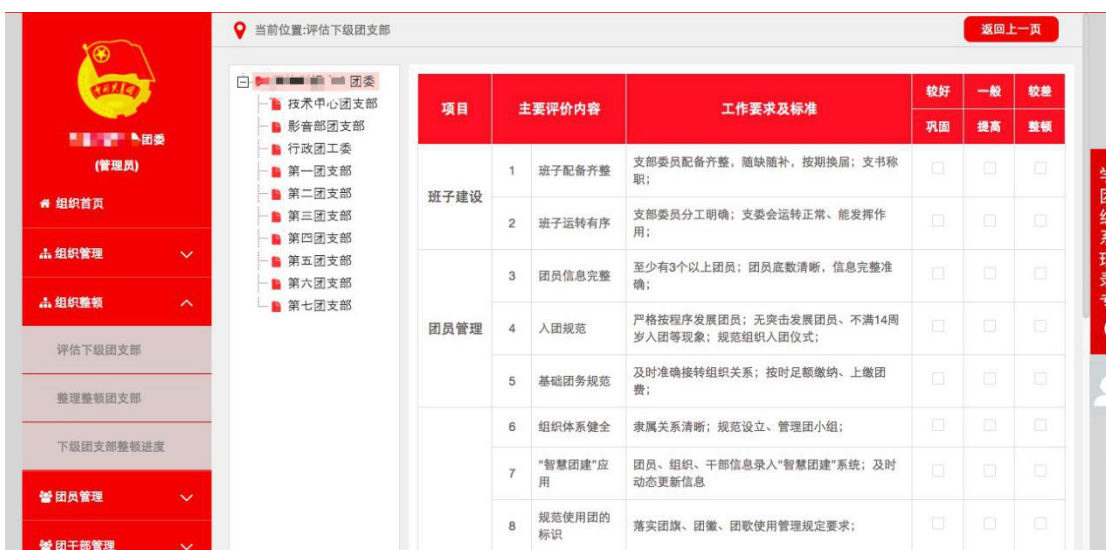 当前位置:评估下级团支部
返回上一页
团委
(管理员)
组织首页
组织管理
组织整顿
评估下级团支部
整理整顿团支部
下级团支部整顿进度
团员管理
团干部管理
团委
技术中心团支部
影音部团支部
行政团工委
第一团支部
第二团支部
第三团支部
第四团支部
第五团支部
第六团支部
第七团支部
项目 主要评价内容 工作要求及标准 较好 一般 较差
巩固 提高 整顿
班子建设
1 班子配备齐整 支部委员配备齐整，随缺随补，按期换届；支书称
职；
2 班子运转有序 支部委员分工明确；支委会运转正常、能发挥作
用；
团员管理
3 团员信息完整 至少有3个以上团员；团员底数清晰，信息完整准
确；
4 入团规范 严格按程序发展团员；无突击发展团员、不满14周
岁入团等现象；规范组织入团仪式；
5 基础团务规范 及时准确接转组织关系；按时足额缴纳、上缴团
费；
6 组织体系健全 隶属关系清晰；规范设立、管理团小组；
7 "智慧团建"应 团员、组织、干部信息录入"智慧团建"系统；及时
用 动态更新信息
8 规范使用团的 落实团旗、团徽、团歌使用管理规定要求；
标识